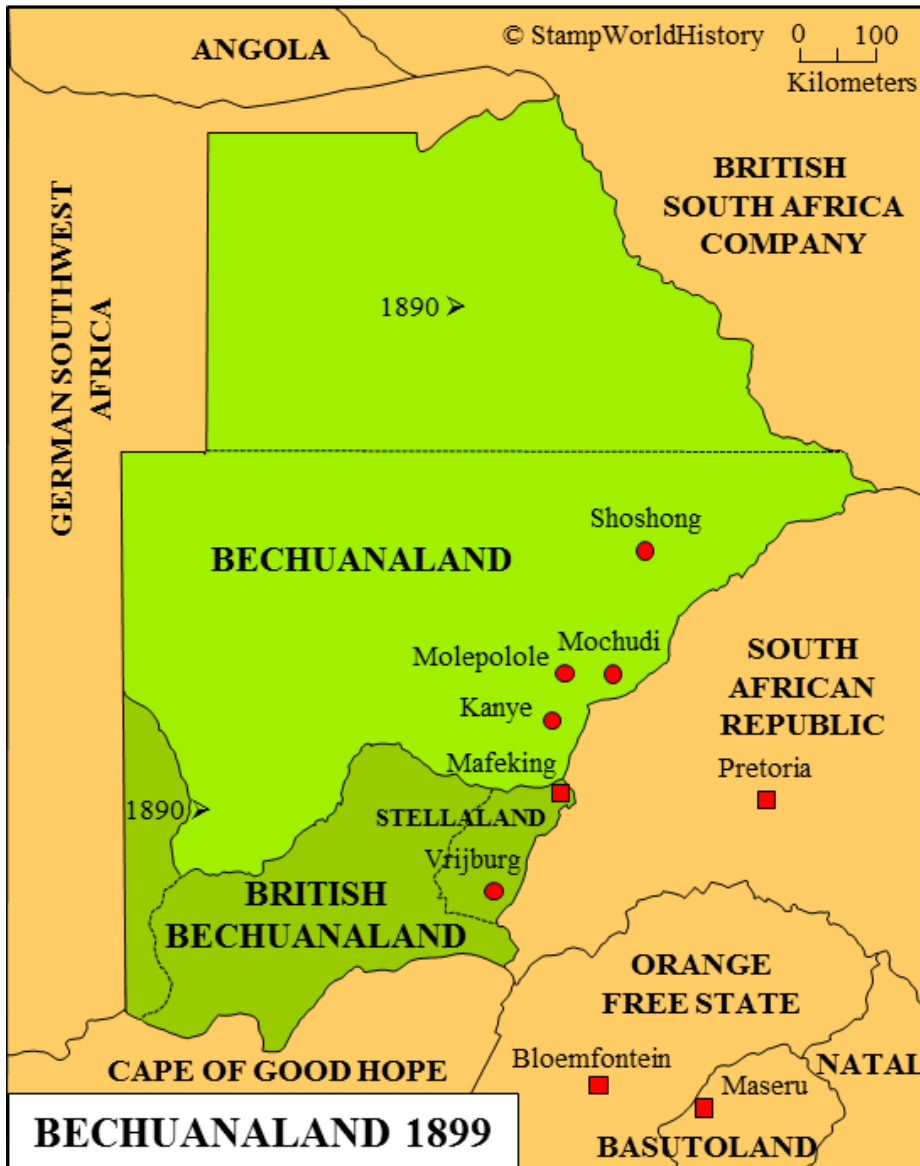 ANGOLA
© StampWorldHistory
0 100
Kilometers
BRITISH
SOUTH AFRICA
COMPANY
GERMAN SOUTHWEST
AFRICA
1890
Shoshong
BECHUANALAND
Molepolole
Mochudi
Kanye
SOUTH
AFRICAN
REPUBLIC
Mafeking
Pretoria
1890
STELLALAND
Vrijburg
BRITISH
BECHUANALAND
ORANGE
FREE STATE
CAPE OF GOOD HOPE
Bloemfontein
NATAL
Maseru
BASUTOLAND
BECHUANALAND 1899